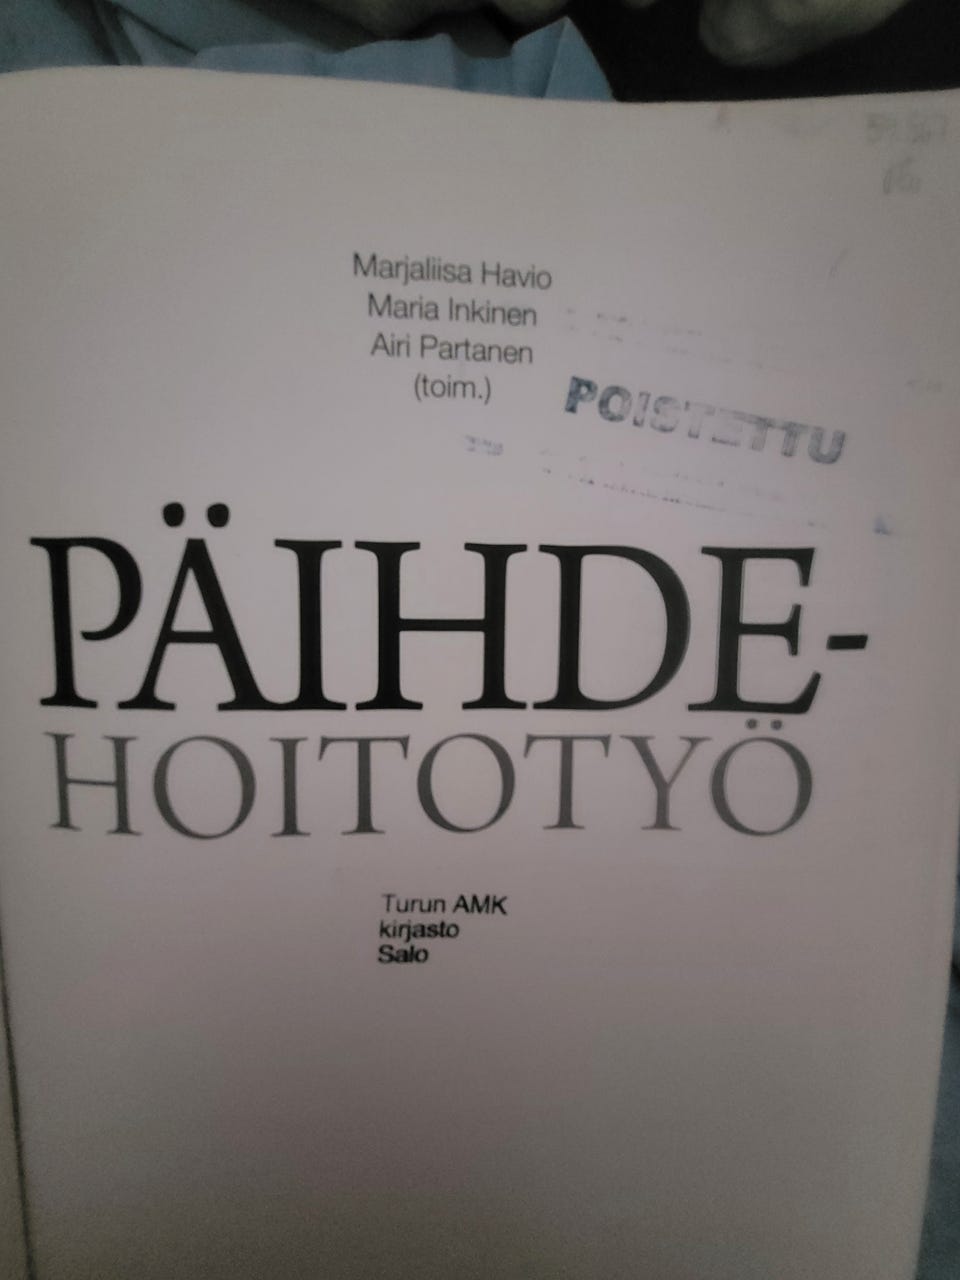 Marjaliisa Havio
Maria Inkinen
Airi Partanen
(toim.)
POISTETTU
PÄIHDE-
HOITOTYÖ
Turun AMK
kirjasto
Salo